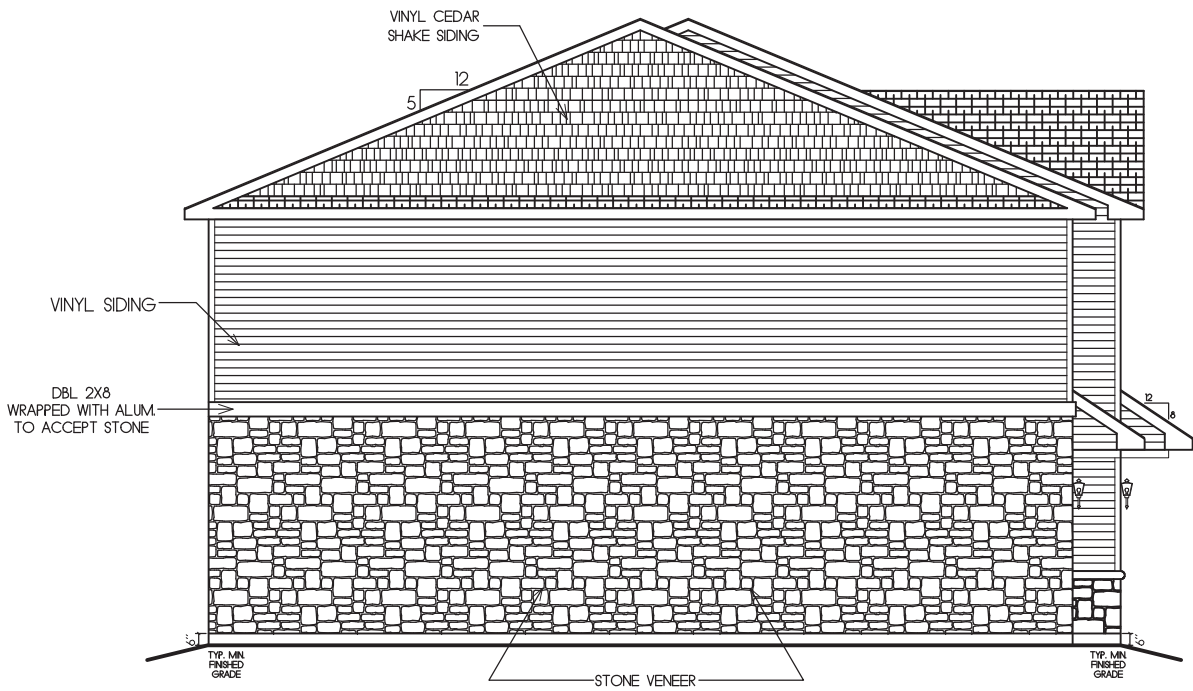 VINYL CEDAR
SHAKE SIDING
12
5
VINYL SIDING
DBL 2X8
WRAPPED WITH ALUM.
TO ACCEPT STONE
12
8
6"
TYP. MIN.
FINISHED
GRADE
STONE VENEER
TYP. MIN.
FINISHED
GRADE
6"